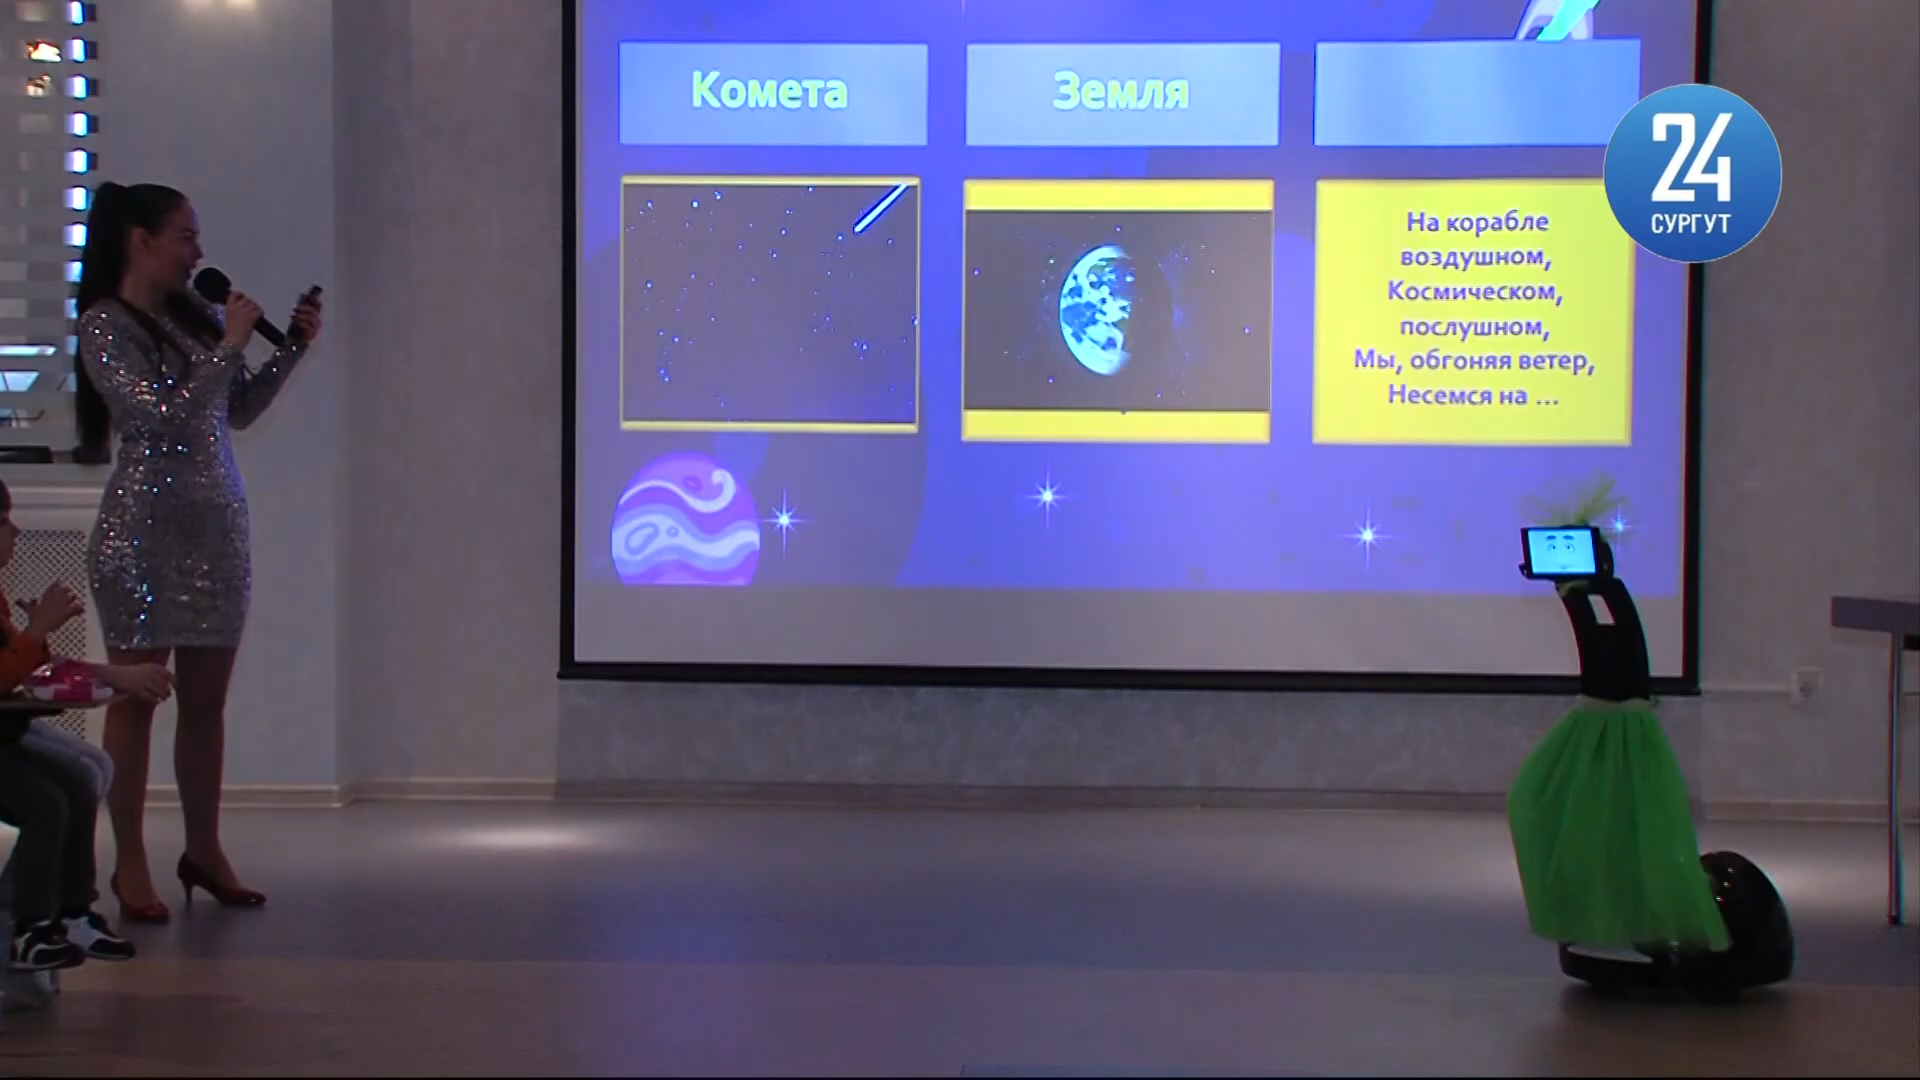 Комета
Земля
24
СУРГУТ
На корабле
воздушном,
Космическом,
послушном,
Мы, обгоняя ветер,
Несемся на ...